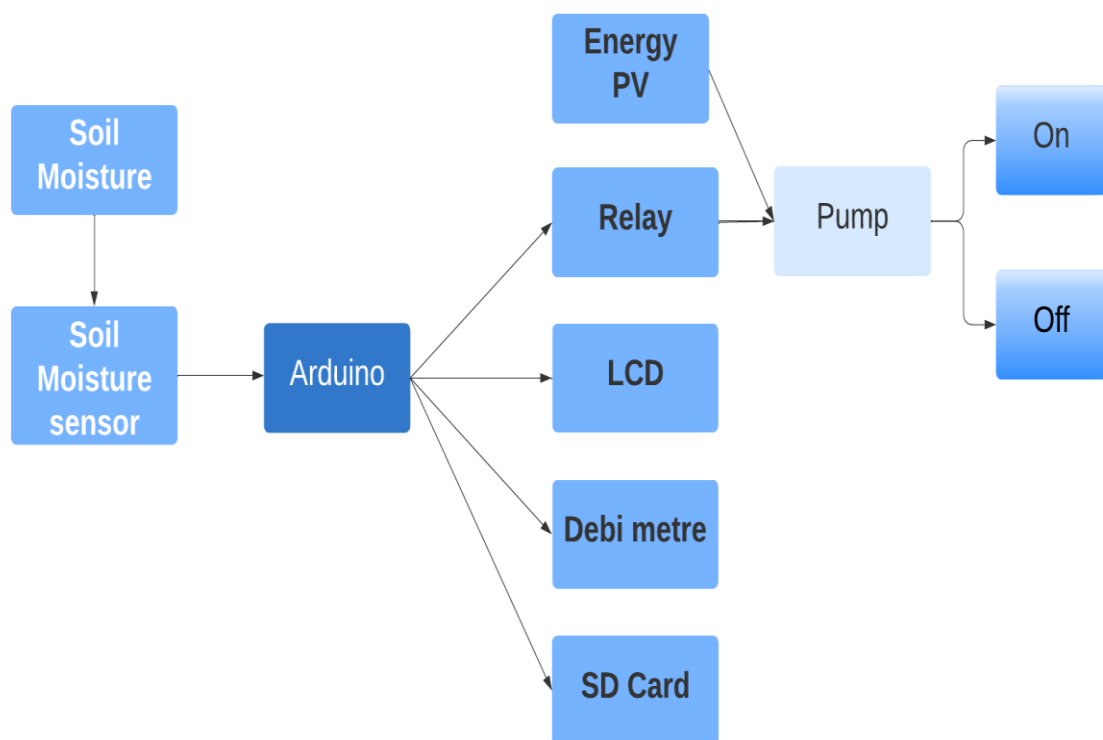 Energy
PV
Soil
Moisture
On
Relay
Pump
Soil
Moisture
sensor
Arduino
LCD
Off
Debi metre
SD Card